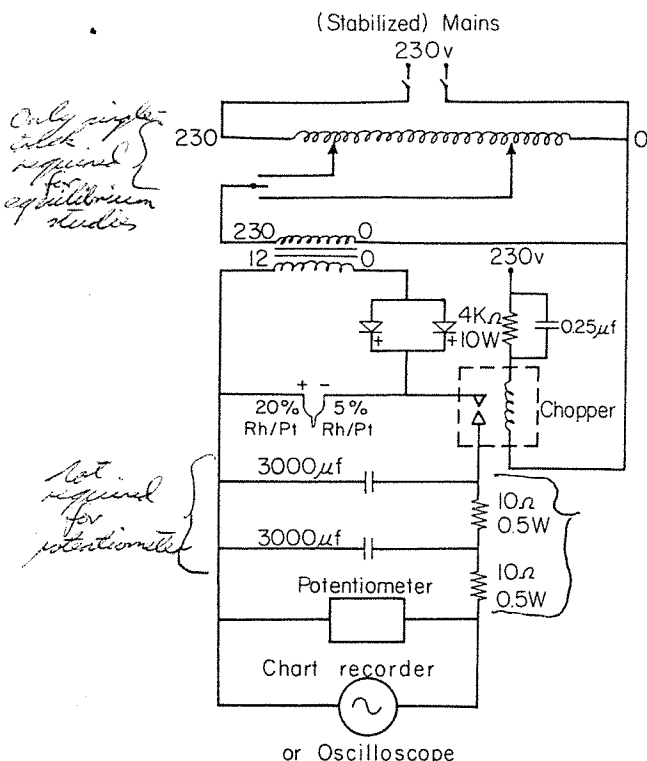 (Stabilized) Mains
230v
Only single
required
for
equilibrium
studies
230
0
230
0
12
0
230v
4KΩ
10W
0.25μf
+
+
+ -
20% 5%
Rh/Pt Rh/Pt
Chopper
not
required
for
potentiometer
3000μf
10Ω
0.5W
3000μf
10Ω
0.5W
Potentiometer
Chart recorder
or Oscilloscope